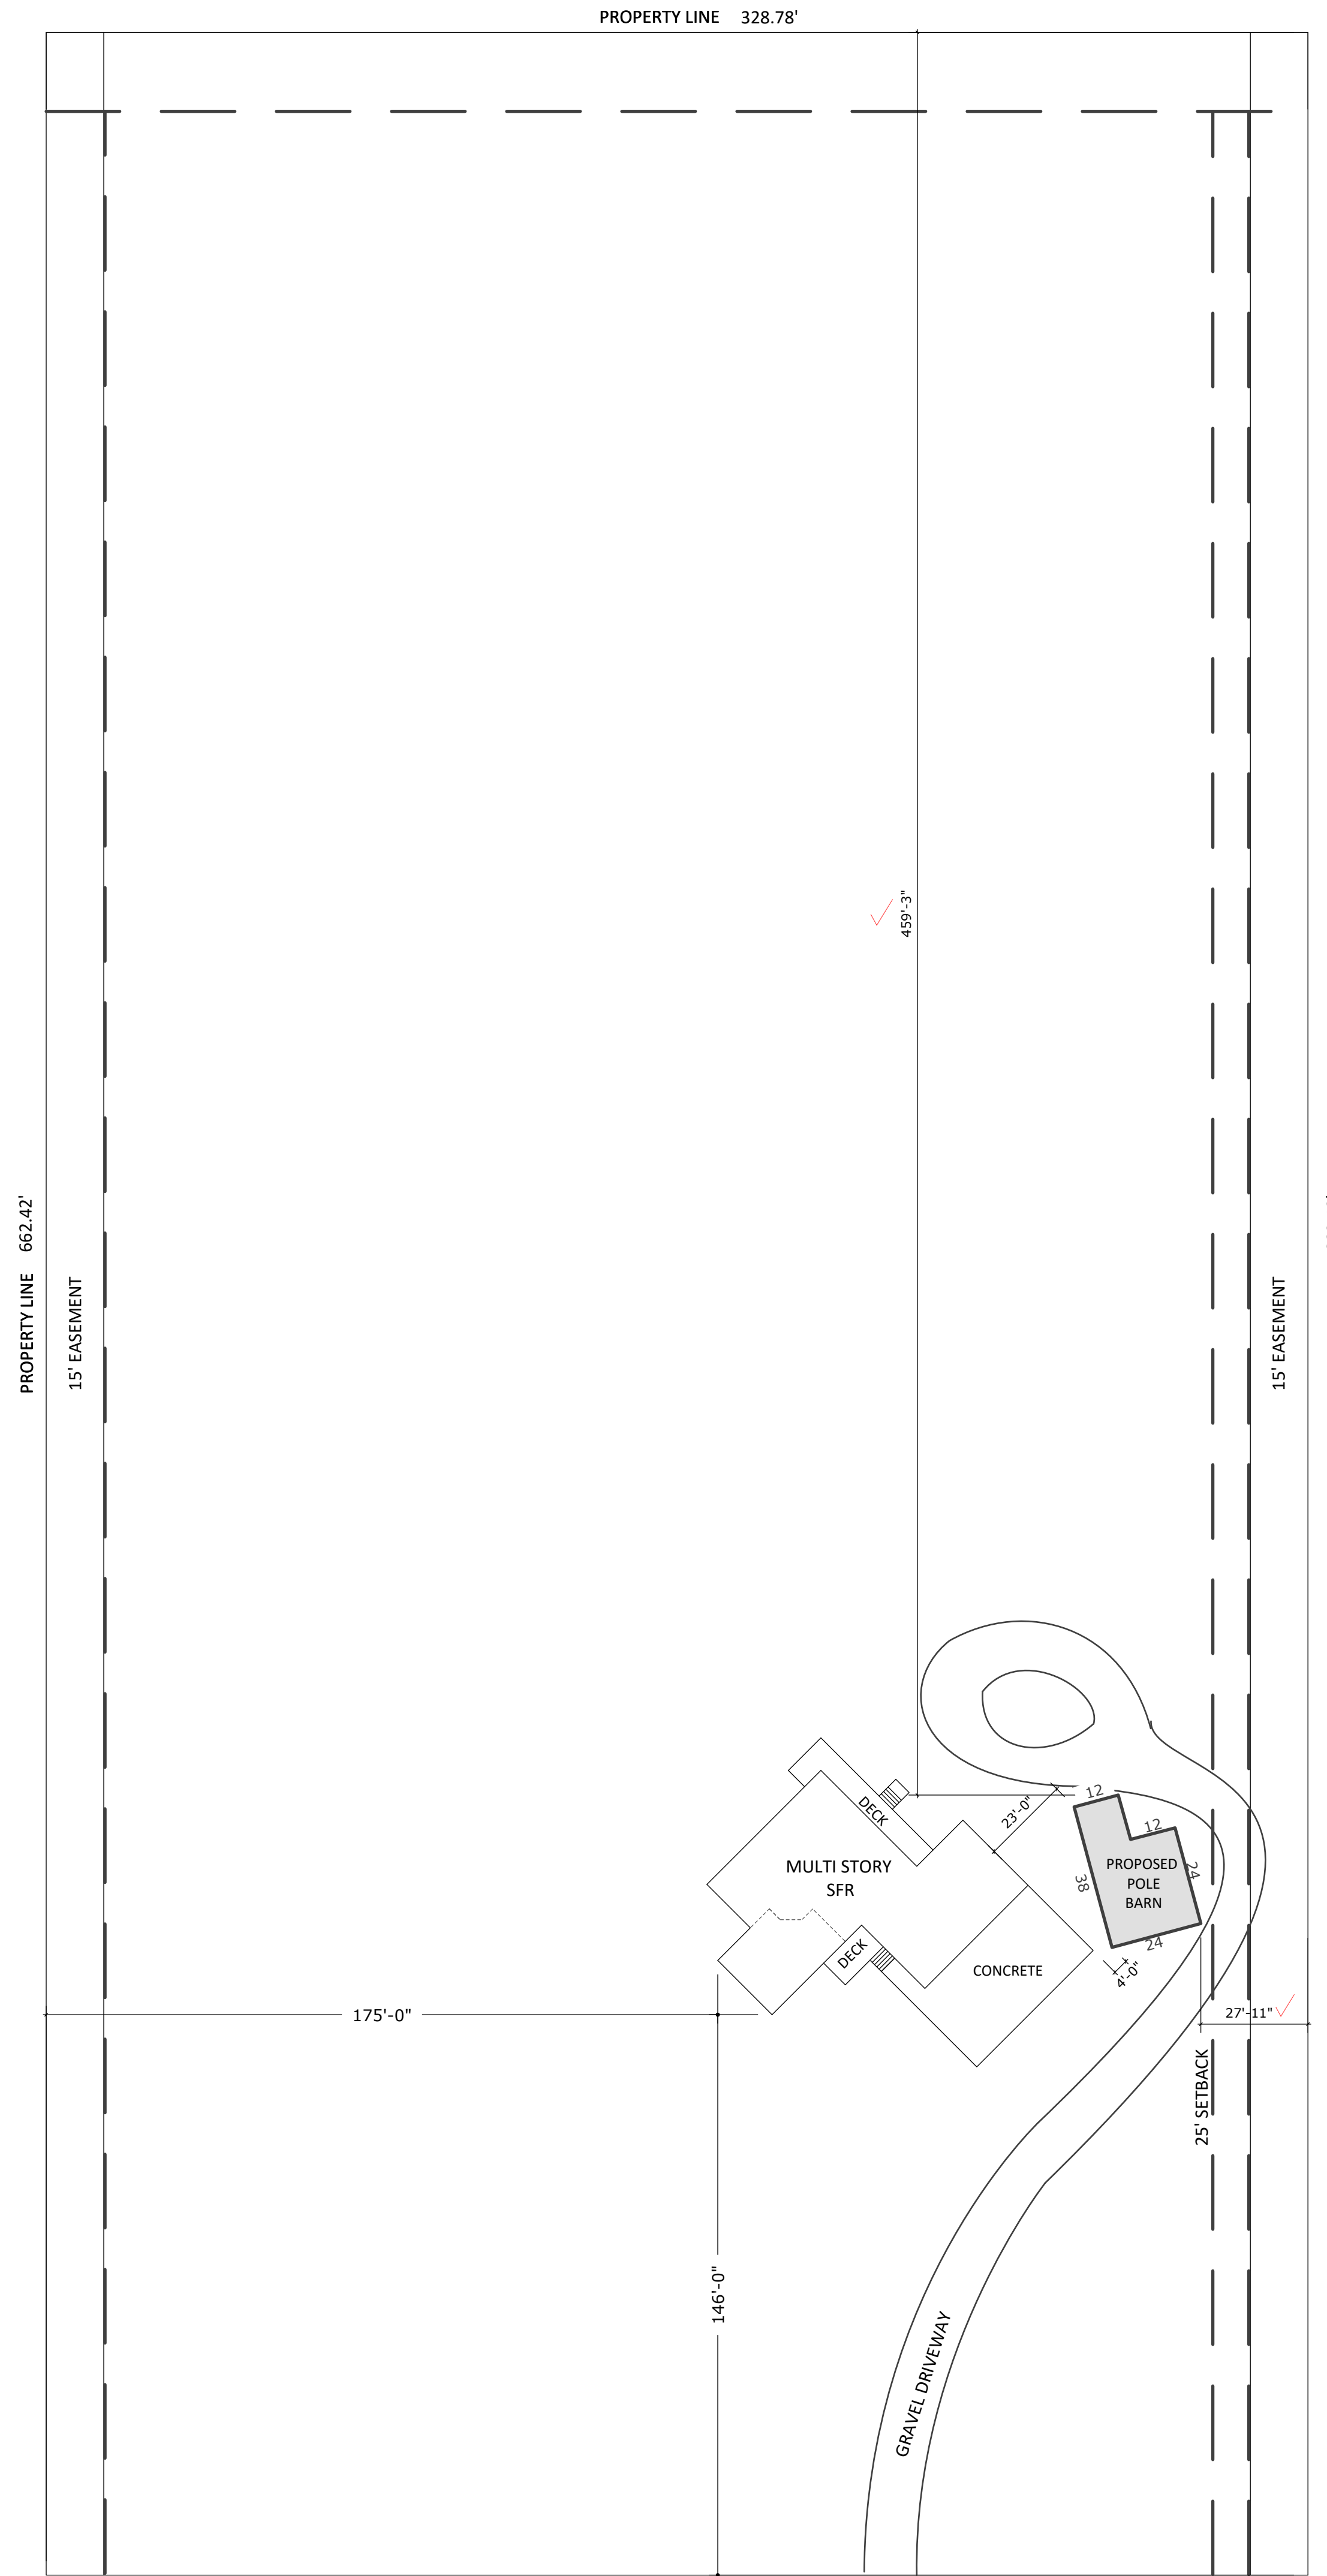 PROPERTY LINE 328.78'
459'-3"
PROPERTY LINE 662.42'
15' EASEMENT
15' EASEMENT
12
23'-0"
DECK
12
MULTI STORY
SFR
PROPOSED
POLE
BARN
24
38
24
DECK
CONCRETE
4'-0"
175'-0"
27'-11"
25' SETBACK
146'-0"
GRAVEL DRIVEWAY